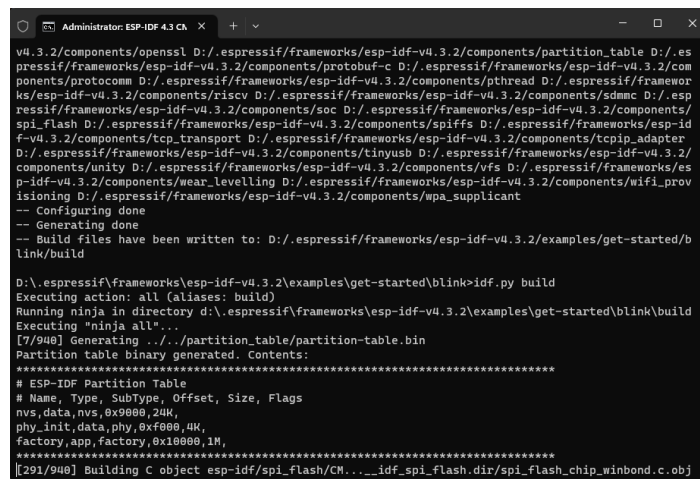 Administrator: ESP-IDF 4.3 CM
v4.3.2/components/openssl D:/.espressif/frameworks/esp-idf-v4.3.2/components/partition_table D:/.es
pressif/frameworks/esp-idf-v4.3.2/components/protobuf-c D:/.espressif/frameworks/esp-idf-v4.3.2/com
ponents/protocomm D:/.espressif/frameworks/esp-idf-v4.3.2/components/pthread D:/.espressif/framewor
ks/esp-idf-v4.3.2/components/riscv D:/.espressif/frameworks/esp-idf-v4.3.2/components/sdmmc D:/.esp
ressif/frameworks/esp-idf-v4.3.2/components/soc D:/.espressif/frameworks/esp-idf-v4.3.2/components/
spi_flash D:/.espressif/frameworks/esp-idf-v4.3.2/components/spiffs D:/.espressif/frameworks/esp-id
f-v4.3.2/components/tcp_transport D:/.espressif/frameworks/esp-idf-v4.3.2/components/tcpip_adapter
D:/.espressif/frameworks/esp-idf-v4.3.2/components/tinyusb D:/.espressif/frameworks/esp-idf-v4.3.2/
components/unity D:/.espressif/frameworks/esp-idf-v4.3.2/components/vfs D:/.espressif/frameworks/es
p-idf-v4.3.2/components/wear_levelling D:/.espressif/frameworks/esp-idf-v4.3.2/components/wifi_prov
isioning D:/.espressif/frameworks/esp-idf-v4.3.2/components/wpa_supplicant
-- Configuring done
-- Generating done
-- Build files have been written to: D:/.espressif/frameworks/esp-idf-v4.3.2/examples/get-started/b
link/build
D:\.espressif\frameworks\esp-idf-v4.3.2\examples\get-started\blink>idf.py build
Executing action: all (aliases: build)
Running ninja in directory d:\.espressif\frameworks\esp-idf-v4.3.2\examples\get-started\blink\build
Executing "ninja all"...
[7/940] Generating ../../partition_table/partition-table.bin
Partition table binary generated. Contents:
*******************************************************************************
# ESP-IDF Partition Table
# Name, Type, SubType, Offset, Size, Flags
nvs,data,nvs,0x9000,24K,
phy_init,data,phy,0xf000,4K,
factory,app,factory,0x10000,1M,
*******************************************************************************
[291/940] Building C object esp-idf/spi_flash/CM...__idf_spi_flash.dir/spi_flash_chip_winbond.c.obj